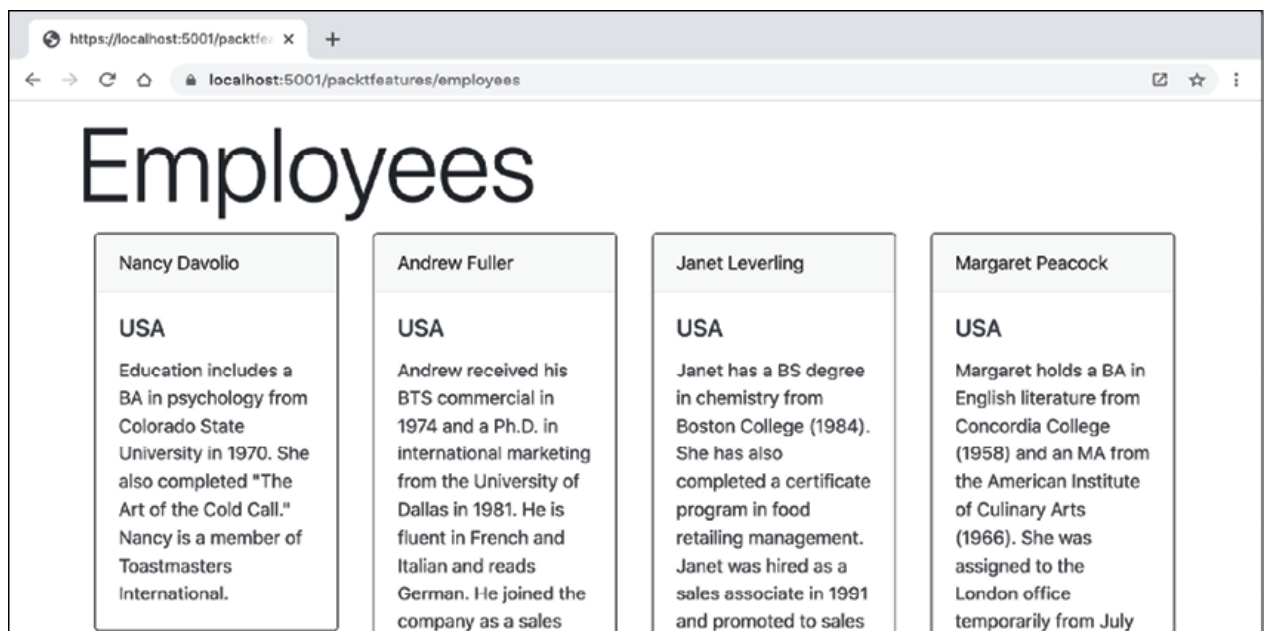 https://localhost:5001/packtfea
localhost:5001/packtfeatures/employees
Employees
Nancy Davolio
USA
Education includes a
BA in psychology from
Colorado State
University in 1970. She
also completed "The
Art of the Cold Call."
Nancy is a member of
Toastmasters
International.
Andrew Fuller
USA
Andrew received his
BTS commercial in
1974 and a Ph.D. in
international marketing
from the University of
Dallas in 1981. He is
fluent in French and
Italian and reads
German. He joined the
company as a sales
Janet Leverling
USA
Janet has a BS degree
in chemistry from
Boston College (1984).
She has also
completed a certificate
program in food
retailing management.
Janet was hired as a
sales associate in 1991
and promoted to sales
Margaret Peacock
USA
Margaret holds a BA in
English literature from
Concordia College
(1958) and an MA from
the American Institute
of Culinary Arts
(1966). She was
assigned to the
London office
temporarily from July